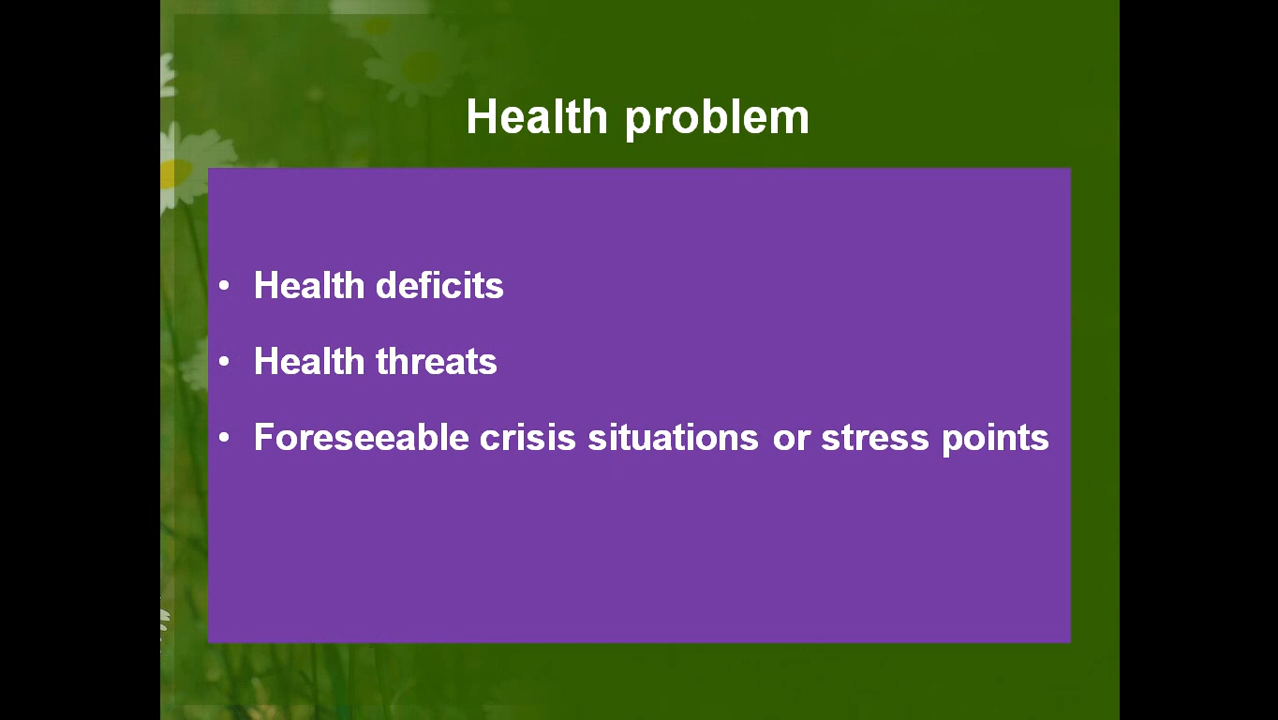 Health problem
• Health deficits
• Health threats
• Foreseeable crisis situations or stress points